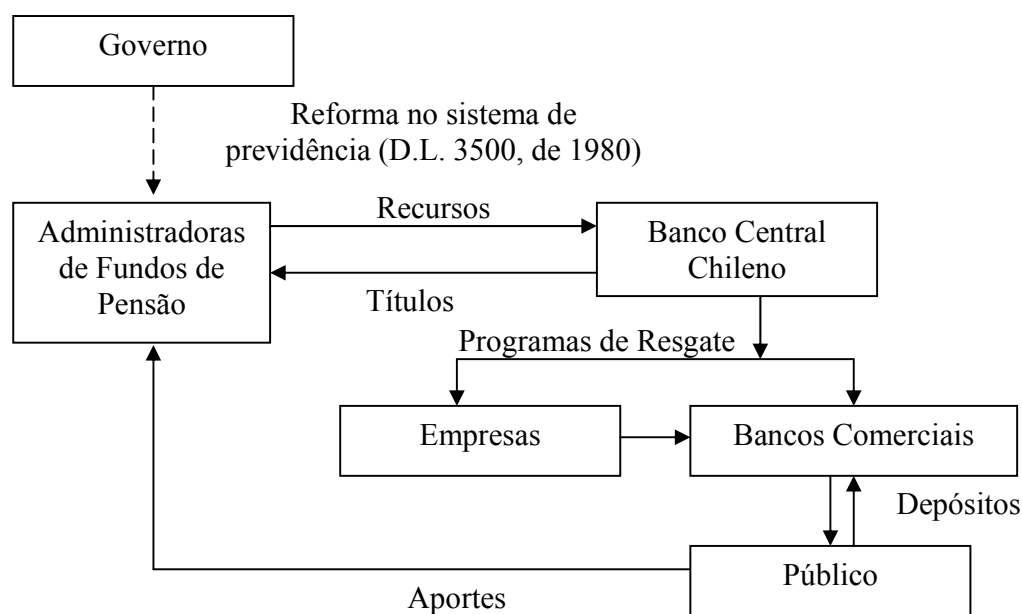 Governo
Reforma no sistema de
previdência (D.L. 3500, de 1980)
Administradoras
de Fundos de
Pensão
Recursos
Banco Central
Chileno
Títulos
Programas de Resgate
Empresas
Bancos Comerciais
Depósitos
Público
Aportes